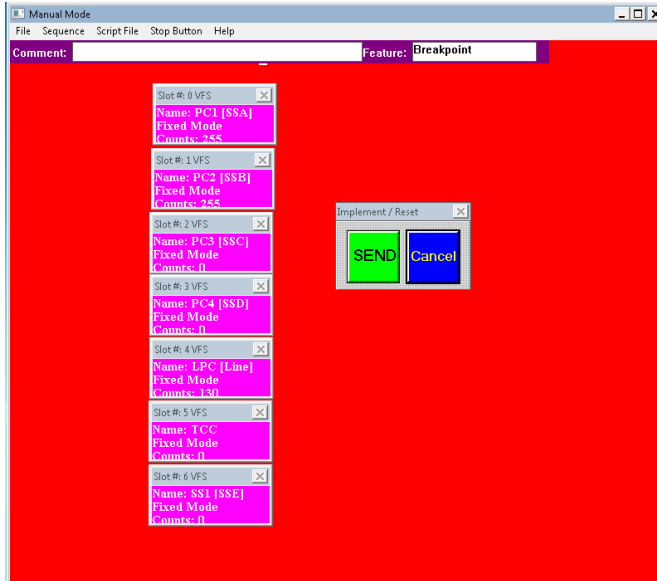 Manual Mode
File Sequence Script File Stop Button Help
Comment: Feature: Breakpoint
Slot #: 0 VFS
Name: PC1 [SSA]
Fixed Mode
Counts: 255
Slot #: 1 VFS
Name: PC2 [SSB]
Fixed Mode
Counts: 255
Slot #: 2 VFS
Name: PC3 [SSC]
Fixed Mode
Counts: 0
Slot #: 3 VFS
Name: PC4 [SSD]
Fixed Mode
Counts: 0
Slot #: 4 VFS
Name: LPC [Line]
Fixed Mode
Counts: 130
Slot #: 5 VFS
Name: TCC
Fixed Mode
Counts: 0
Slot #: 6 VFS
Name: SS1 [SSE]
Fixed Mode
Counts: 0
Implement / Reset
SEND Cancel